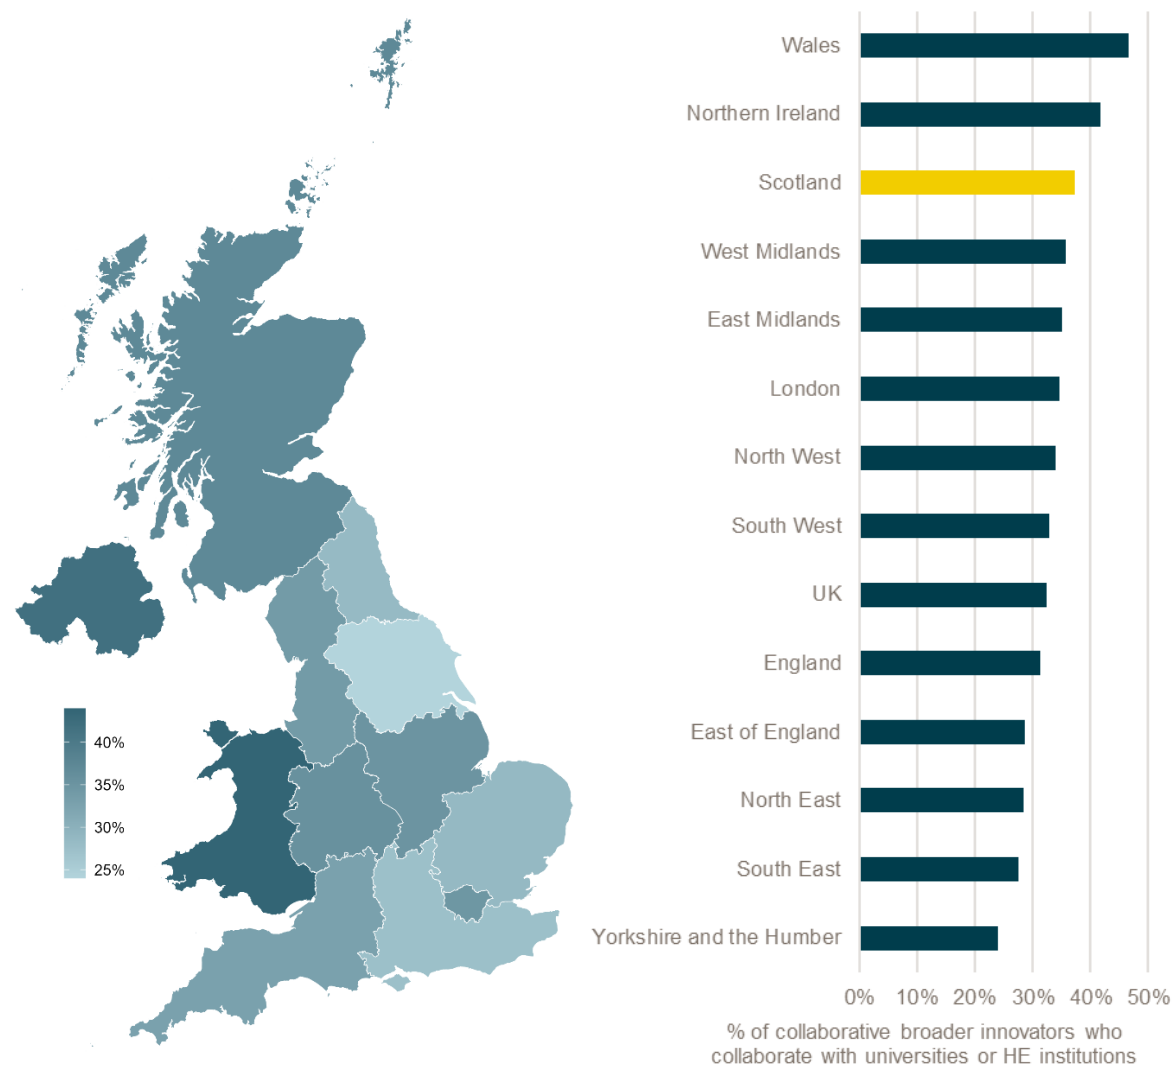 40%
35%
30%
25%
Wales
Northern Ireland
Scotland
West Midlands
East Midlands
London
North West
South West
UK
England
East of England
North East
South East
Yorkshire and the Humber
0% 10% 20% 30% 40% 50%
% of collaborative broader innovators who
collaborate with universities or HE institutions